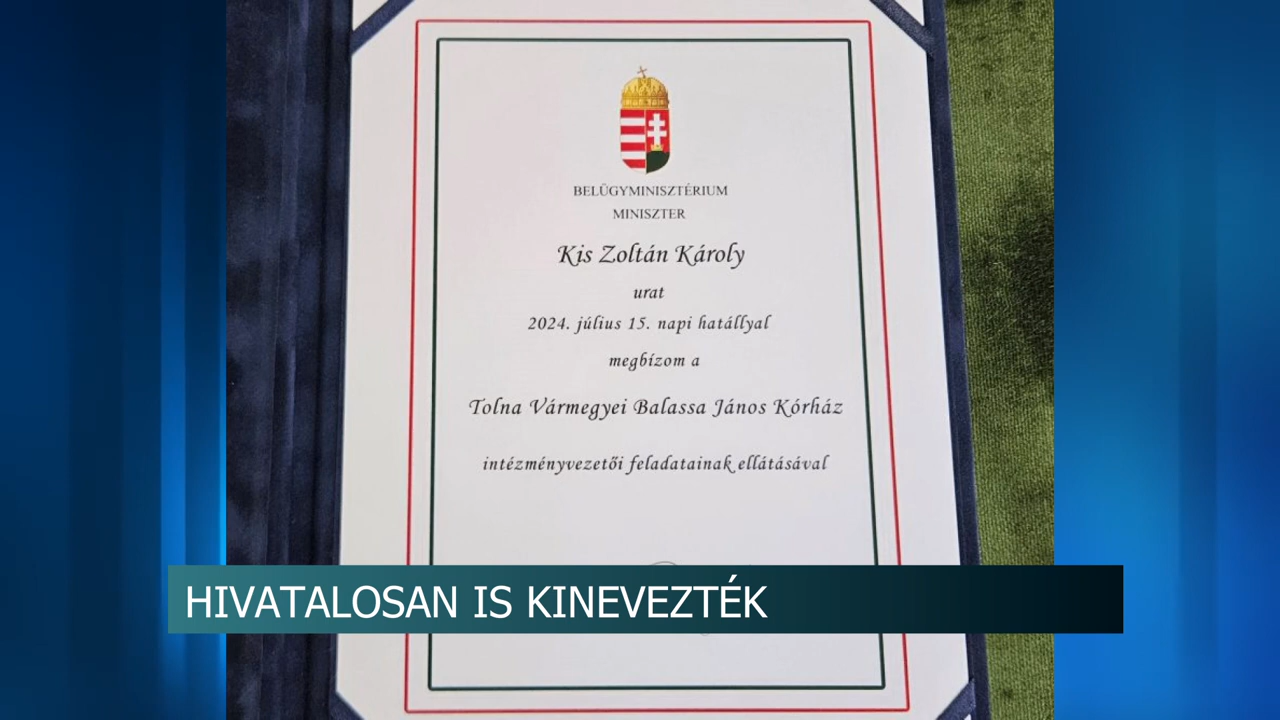 BELÜGYMINISZTÉRIUM
MINISZTER
Kis Zoltán Károly
urat
2024. július 15. napi hatállyal
megbízom a
Tolna Vármegyei Balassa János Kórház
intézményvezetői feladatainak ellátásával
HIVATALOSAN IS KINEVEZTÉK